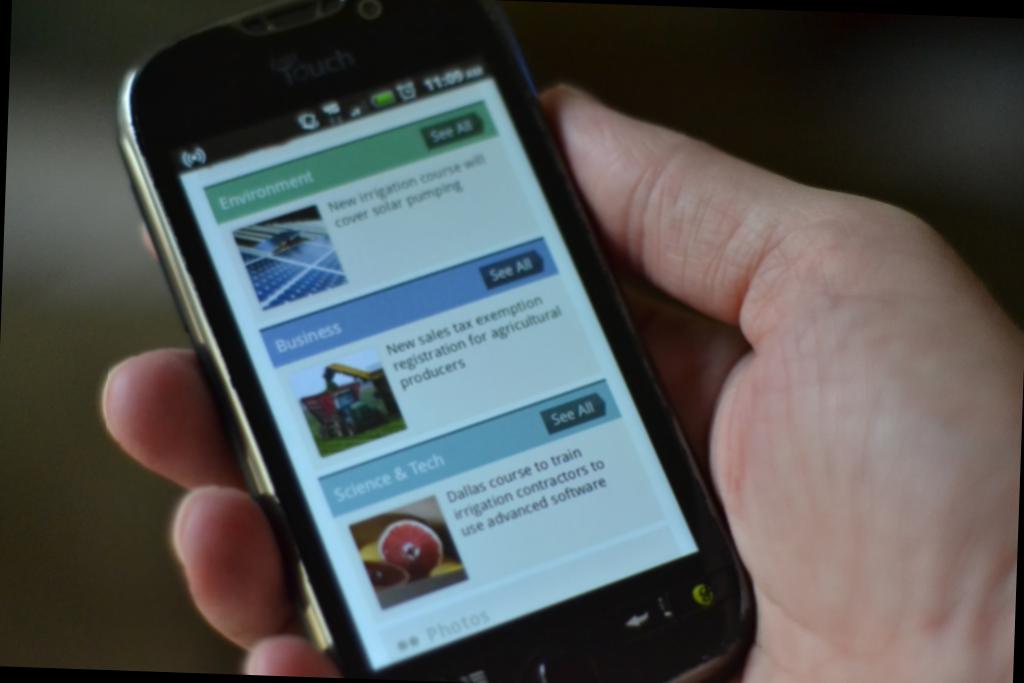 Touch
11:09 AM
Environment
See All
New irrigation course will
cover solar pumping
Business
See All
New sales tax exemption
registration for agricultural
producers
Science & Tech
See All
Dallas course to train
irrigation contractors to
use advanced software
Photos